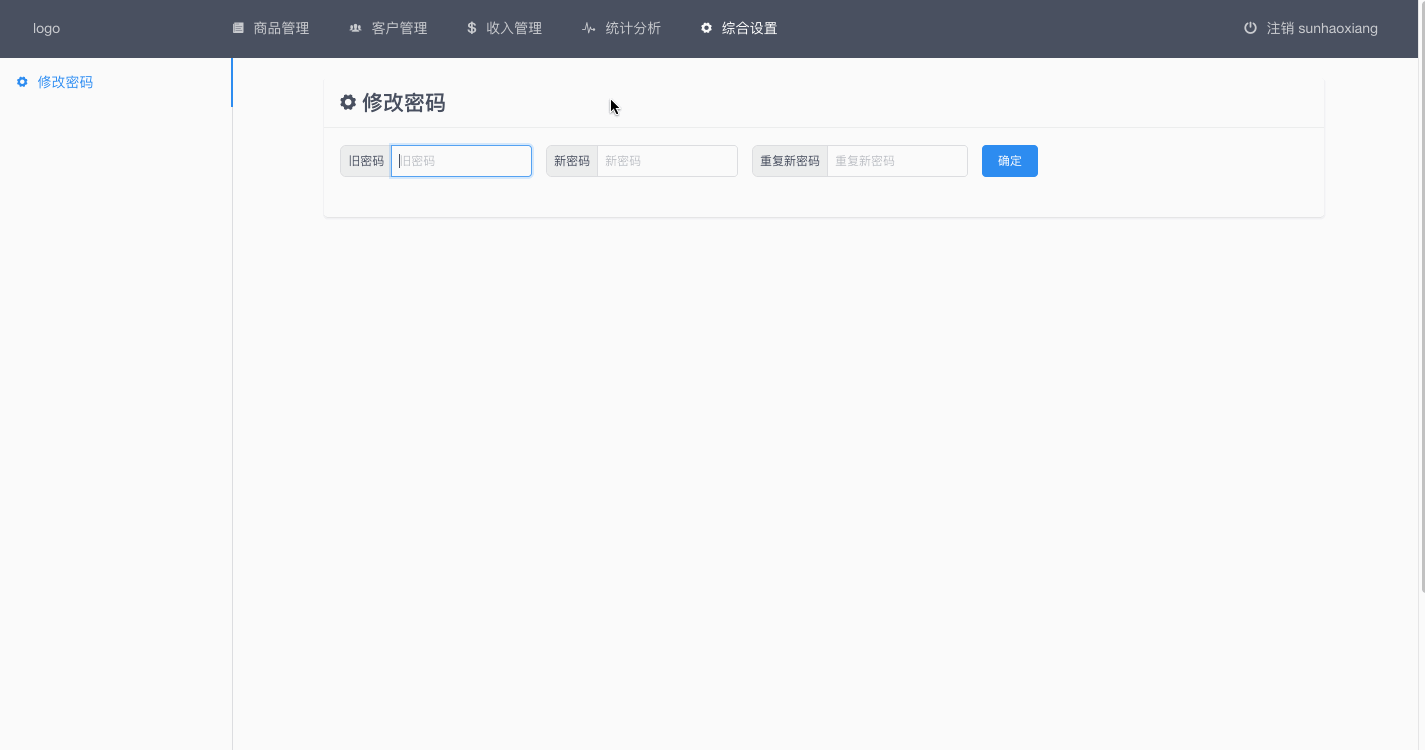 logo 商品管理 客户管理 收入管理 统计分析 综合设置 注销 sunhaoxiang
修改密码
修改密码
旧密码 旧密码 新密码 新密码 重复新密码 重复新密码 确定